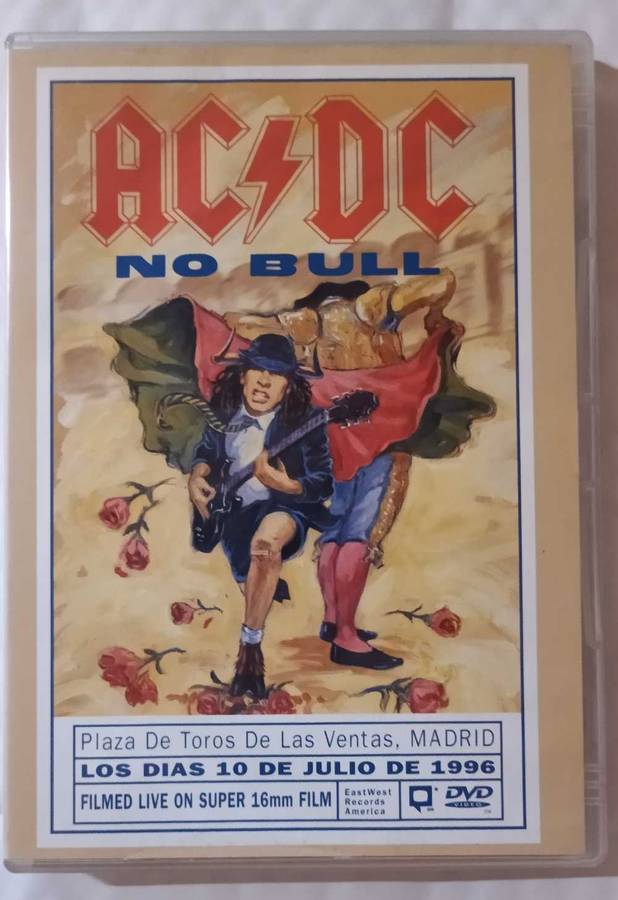 AC DC
NO BULL
Plaza De Toros De Las Ventas, MADRID
LOS DIAS 10 DE JULIO DE 1996
FILMED LIVE ON SUPER 16mm FILM
EastWest
Records
America
DVD
VIDEO